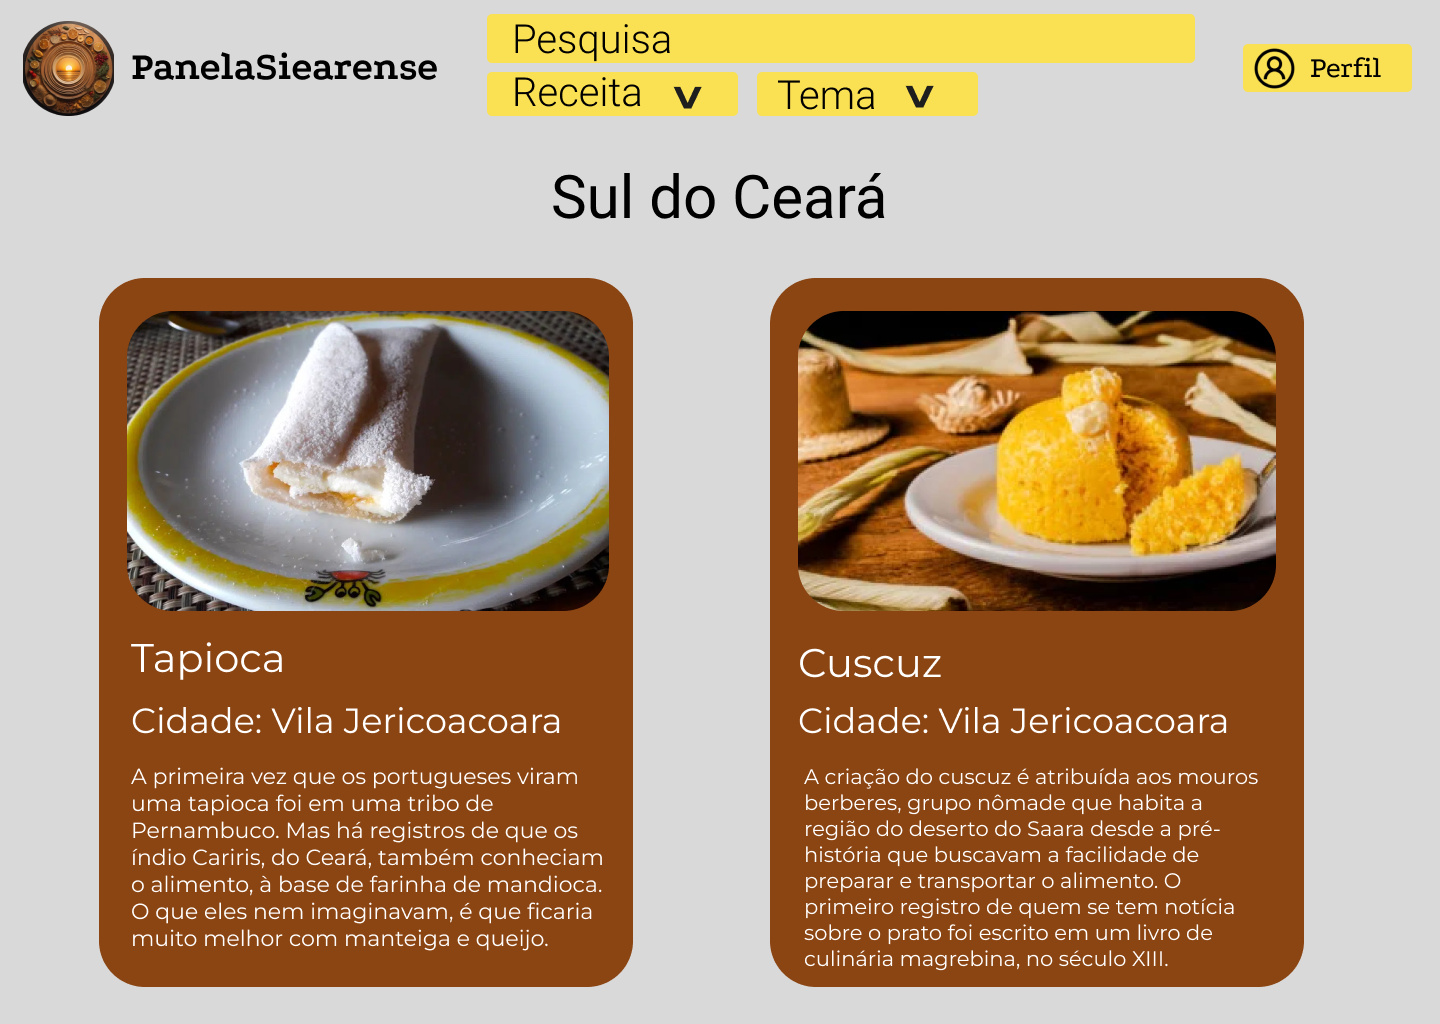 PanelaSiearense
Pesquisa
Receita v
Tema v
Perfil
Sul do Ceará
Tapioca
Cidade: Vila Jericoacoara
A primeira vez que os portugueses viram
uma tapioca foi em uma tribo de
Pernambuco. Mas há registros de que os
índio Cariris, do Ceará, também conheciam
o alimento, à base de farinha de mandioca.
O que eles nem imaginavam, é que ficaria
muito melhor com manteiga e queijo.
Cuscuz
Cidade: Vila Jericoacoara
A criação do cuscuz é atribuída aos mouros
berberes, grupo nômade que habita a
região do deserto do Saara desde a pré-
história que buscavam a facilidade de
preparar e transportar o alimento. O
primeiro registro de quem se tem notícia
sobre o prato foi escrito em um livro de
culinária magrebina, no século XIII.